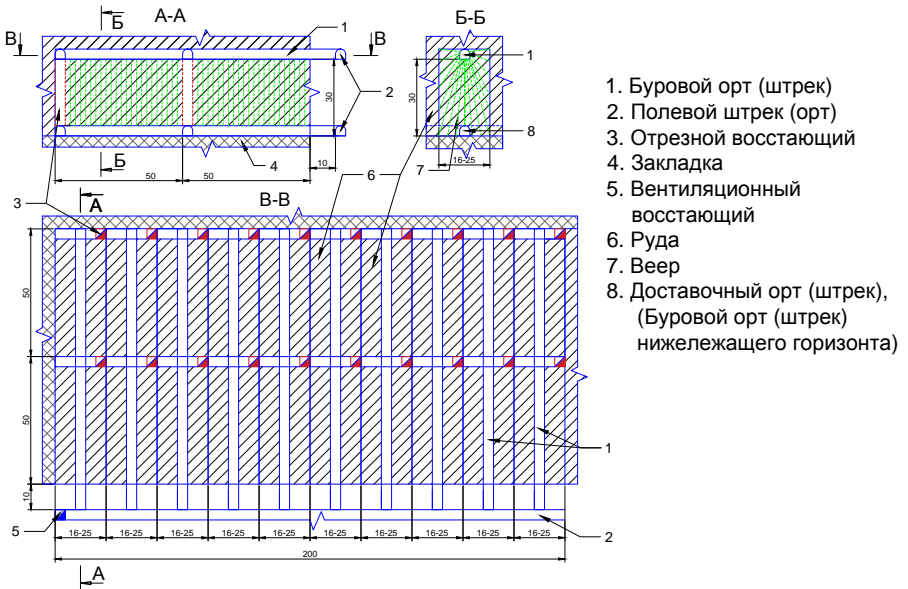 А-А
Б-Б
Б
1
1
В
В
2
30
30
8
Б
50
50
4
10
16-25
7
6
3
А
В-В
50
50
10
1
5
2
16-25
16-25
16-25
16-25
16-25
16-25
16-25
16-25
16-25
16-25
200
А
1. Буровой орт (штрек)
2. Полевой штрек (орт)
3. Отрезной восстающий
4. Закладка
5. Вентиляционный
восстающий
6. Руда
7. Веер
8. Доставочный орт (штрек),
(Буровой орт (штрек)
нижележащего горизонта)